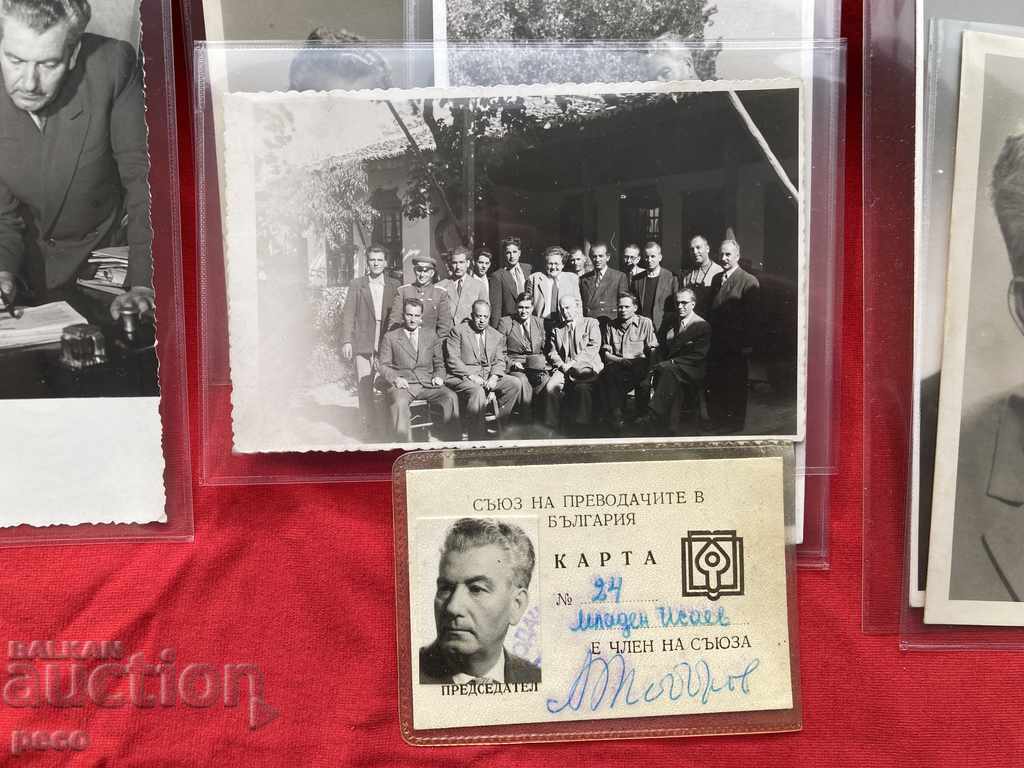 СЪЮЗ НА ПРЕВОДАЧИТЕ В
БЪЛГАРИЯ
КАРТА
№ 24
Младен Исаев
Е ЧЛЕН НА СЪЮЗА
ПРЕДСЕДАТЕЛ
BALKAN
auction
peco